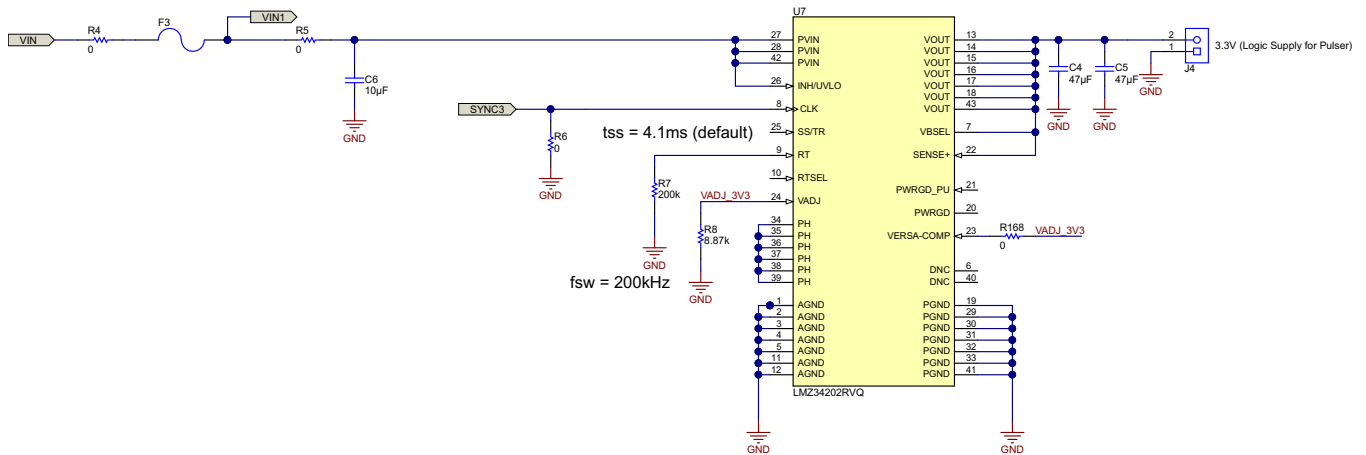 U7
VIN
R4
0
F3
VIN1
R5
0
C6
10µF
GND
SYNC3
R6
0
GND
tss = 4.1ms (default)
R7
200k
GND
fsw = 200kHz
VADJ_3V3
R8
8.87k
GND
27 PVIN
28 PVIN
42 PVIN
26 INH/UVLO
8 CLK
25 SS/TR
9 RT
10 RTSEL
24 VADJ
34 PH
35 PH
36 PH
37 PH
38 PH
39 PH
1 AGND
2 AGND
3 AGND
4 AGND
5 AGND
11 AGND
12 AGND
VOUT 13
VOUT 14
VOUT 15
VOUT 16
VOUT 17
VOUT 18
VOUT 43
VBSEL 7
SENSE+ 22
PWRGD_PU 21
PWRGD 20
VERSA-COMP 23
DNC 6
DNC 40
PGND 19
PGND 29
PGND 30
PGND 31
PGND 32
PGND 33
PGND 41
LMZ34202RVQ
GND
GND
R168
0
VADJ_3V3
C4
47µF
GND
C5
47µF
GND
2
1
GND
J4
3.3V (Logic Supply for Pulser)